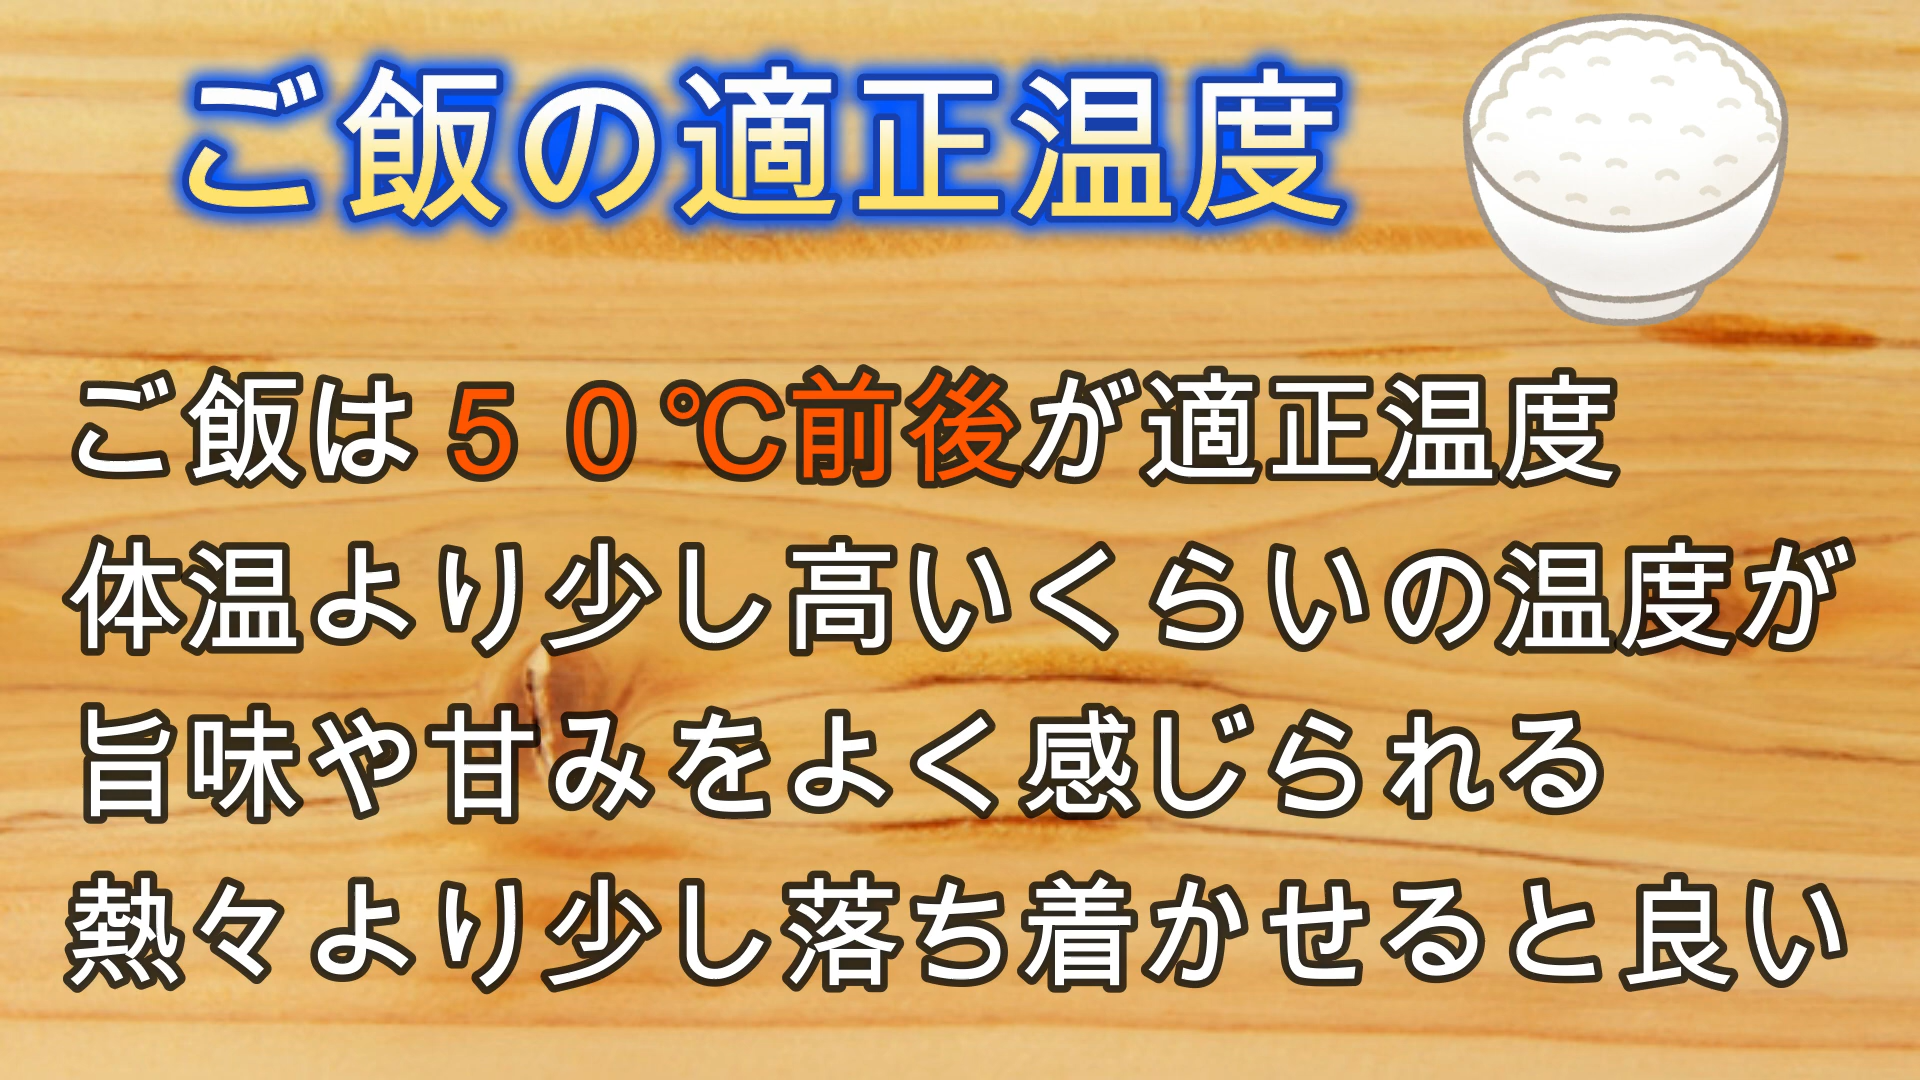 ご飯の適正温度
ご飯は５０℃前後が適正温度
体温より少し高いくらいの温度が
旨味や甘みをよく感じられる
熱々より少し落ち着かせると良い